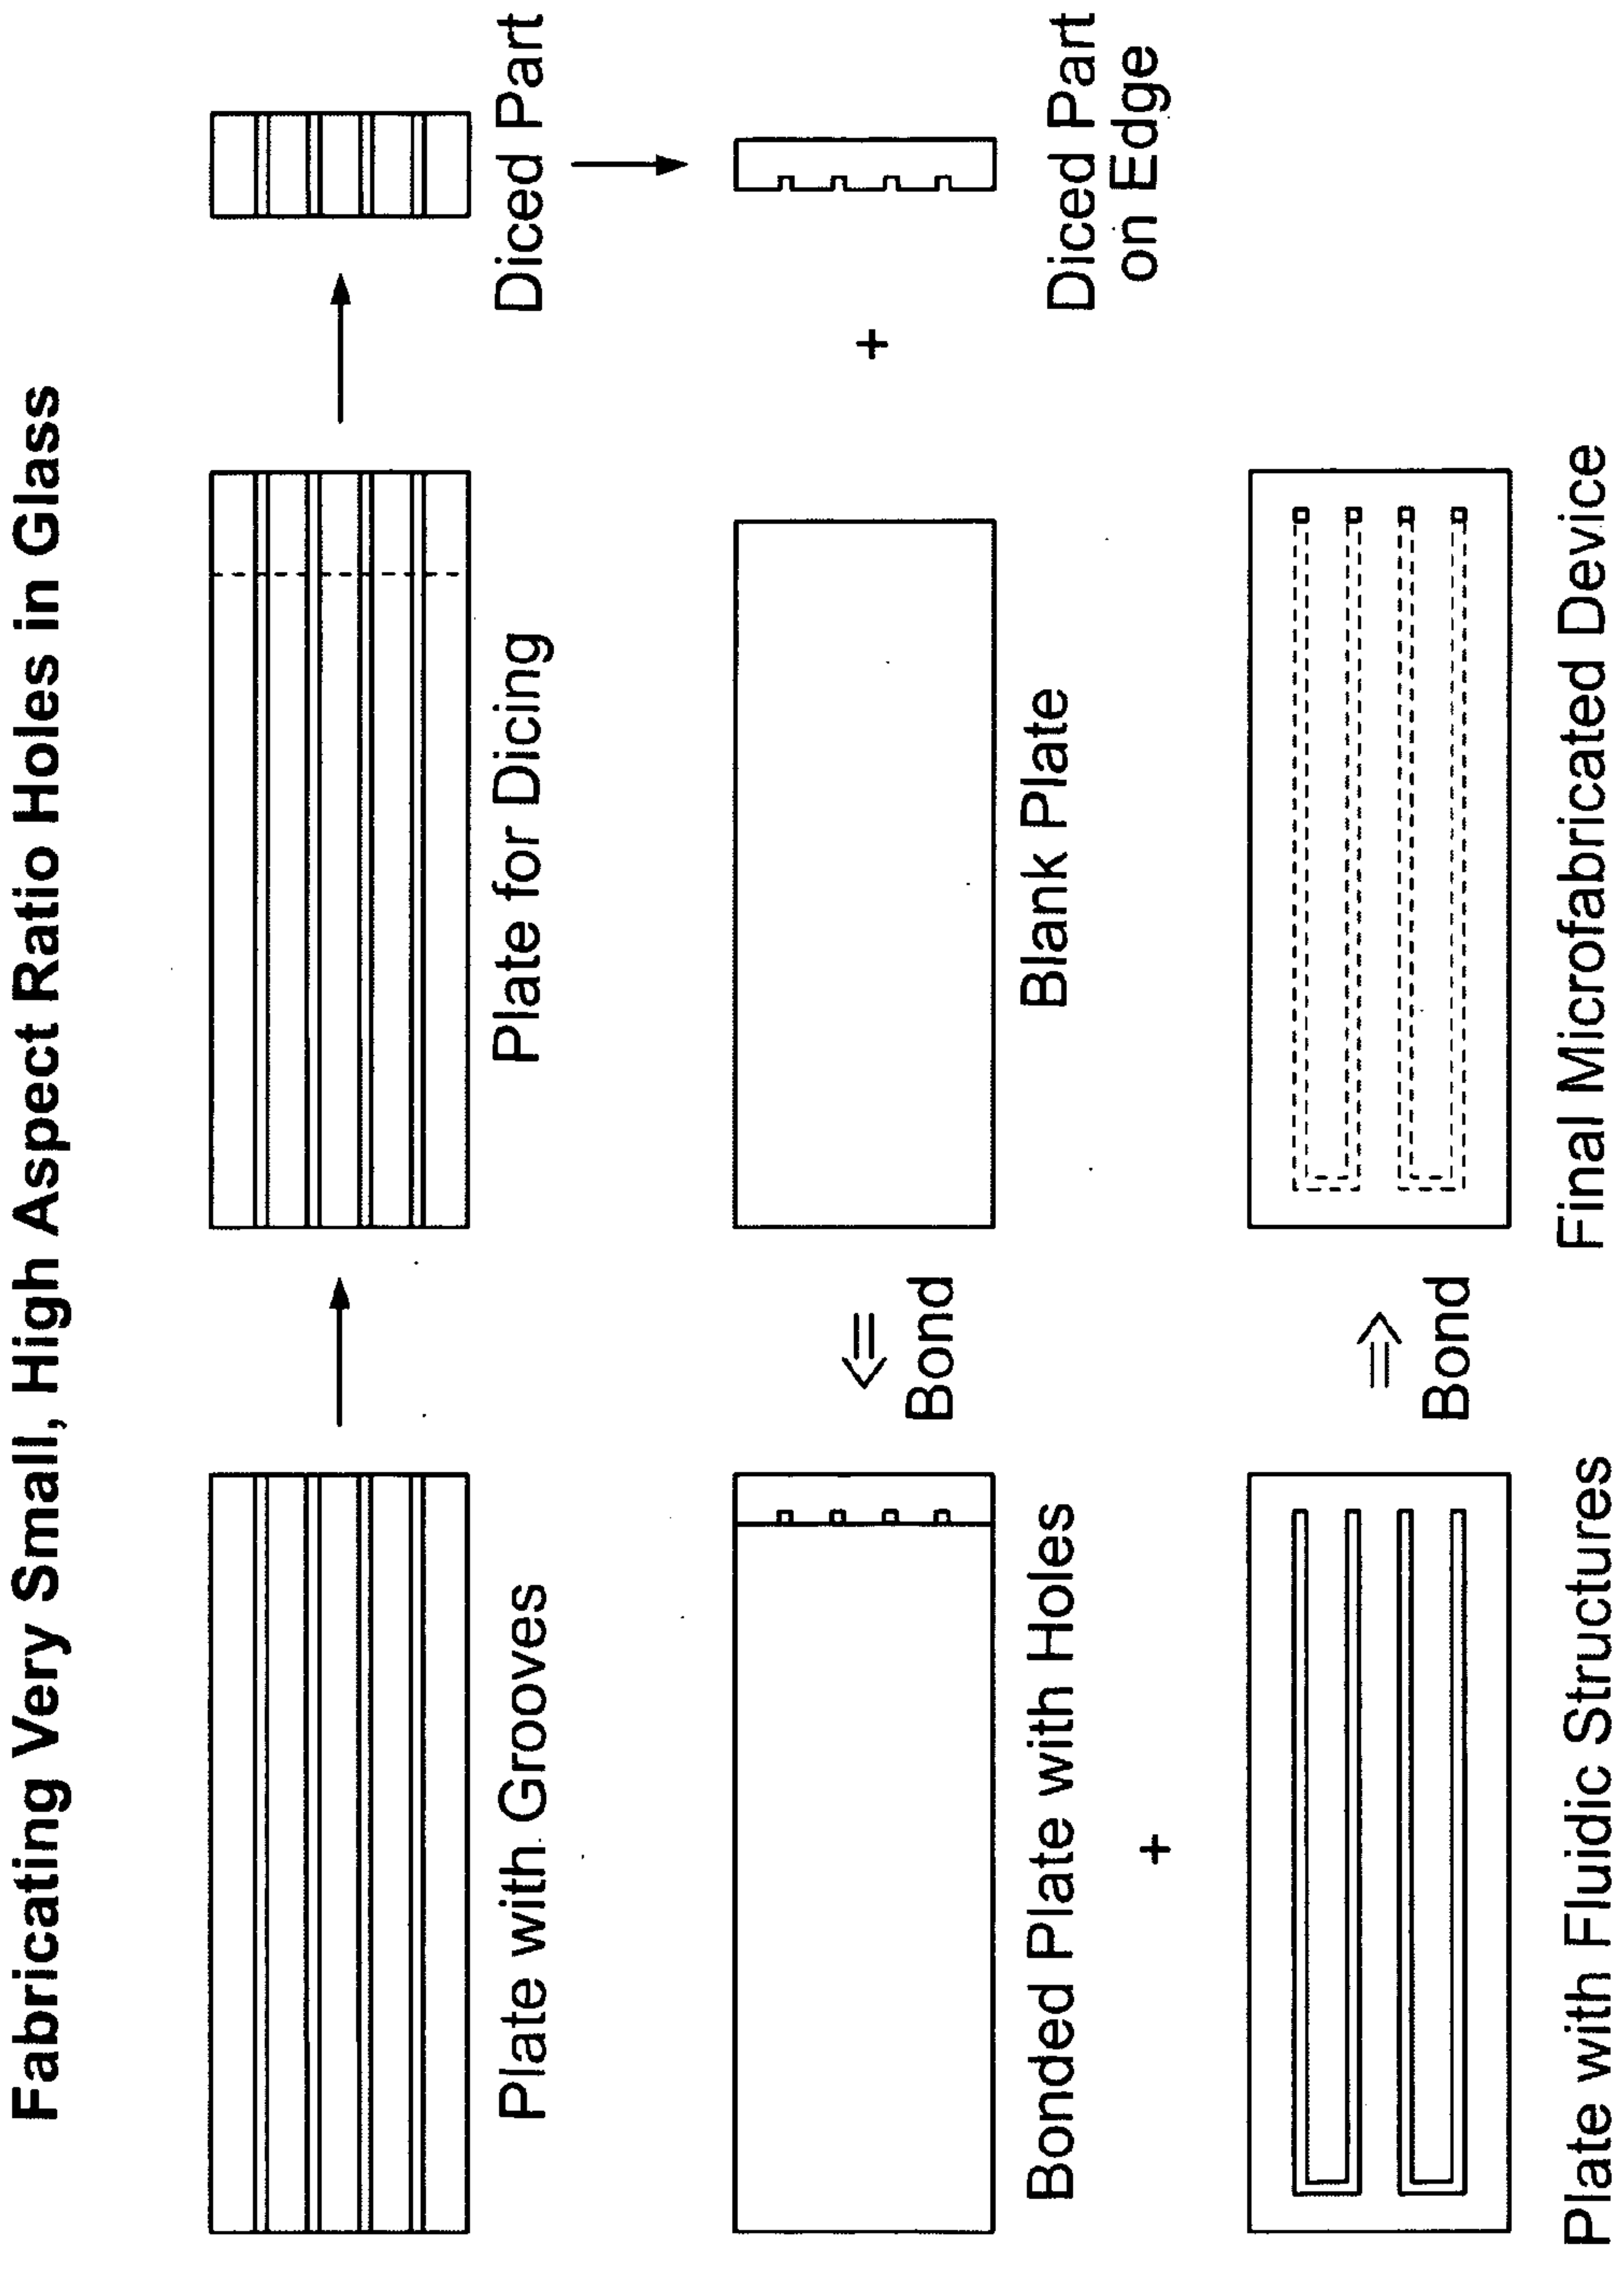 Fabricating Very Small, High Aspect Ratio Holes in Glass
Plate with Grooves
Plate for Dicing
Diced Part
Bonded Plate with Holes
Bond
Blank Plate
+
Diced Part
on Edge
+
Plate with Fluidic Structures
Bond
Final Microfabricated Device